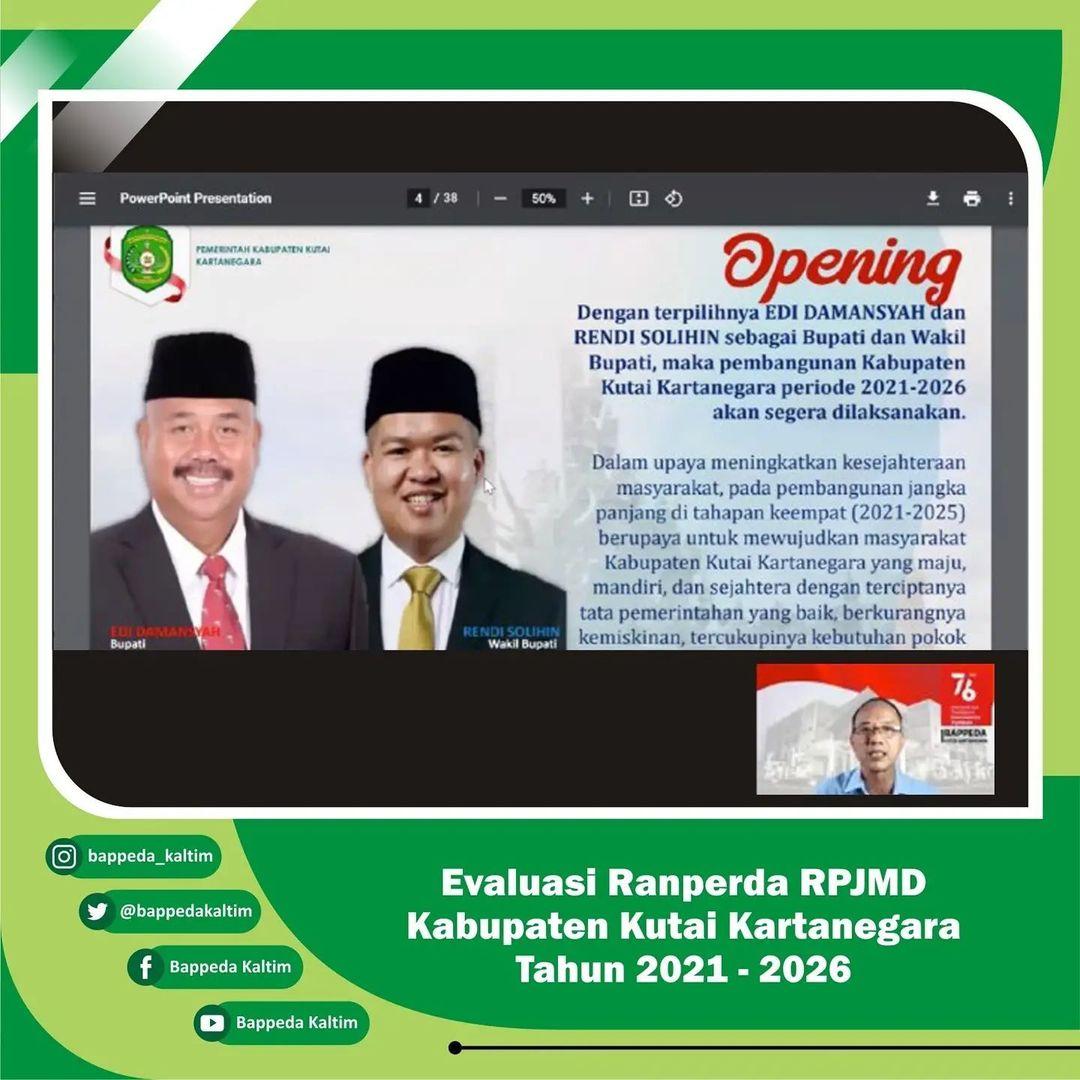 PowerPoint Presentation
4 / 38
50%
PEMERINTAH KABUPATEN KUTAI
KARTANEGARA
Opening
Dengan terpilihnya EDI DAMANSYAH dan
RENDI SOLIHIN sebagai Bupati dan Wakil
Bupati, maka pembangunan Kabupaten
Kutai Kartanegara periode 2021-2026
akan segera dilaksanakan.
Dalam upaya meningkatkan kesejahteraan
masyarakat, pada pembangunan jangka
panjang di tahapan keempat (2021-2025)
berupaya untuk mewujudkan masyarakat
Kabupaten Kutai Kartanegara yang maju,
mandiri, dan sejahtera dengan terciptanya
tata pemerintahan yang baik, berkurangnya
kemiskinan, tercukupinya kebutuhan pokok
EDI DAMANSYAH
Bupati
RENDI SOLIHIN
Wakil Bupati
76
BAPPEDA
bappeda_kaltim
@bappedakaltim
Bappeda Kaltim
Bappeda Kaltim
Evaluasi Ranperda RPJMD
Kabupaten Kutai Kartanegara
Tahun 2021 - 2026